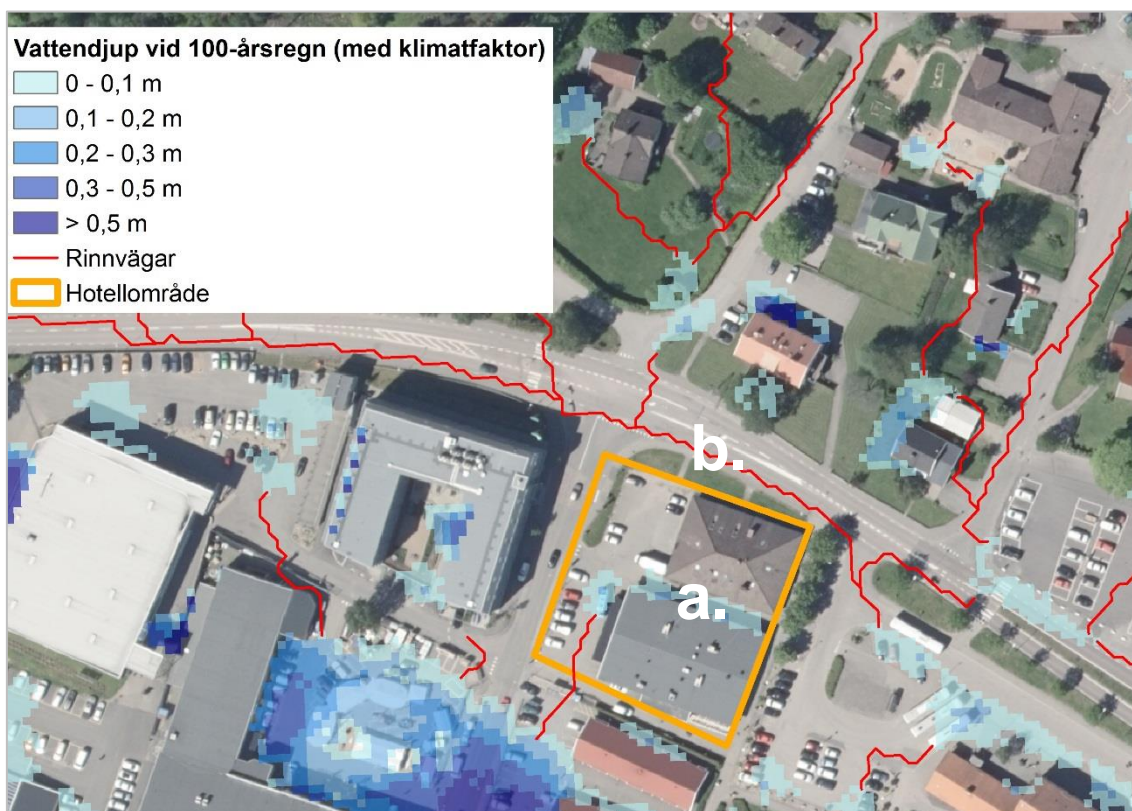 Vattendjup vid 100-årsregn (med klimatfaktor)
0 - 0,1 m
0,1 - 0,2 m
0,2 - 0,3 m
0,3 - 0,5 m
> 0,5 m
Rinnvägar
Hotellområde
b.
a.